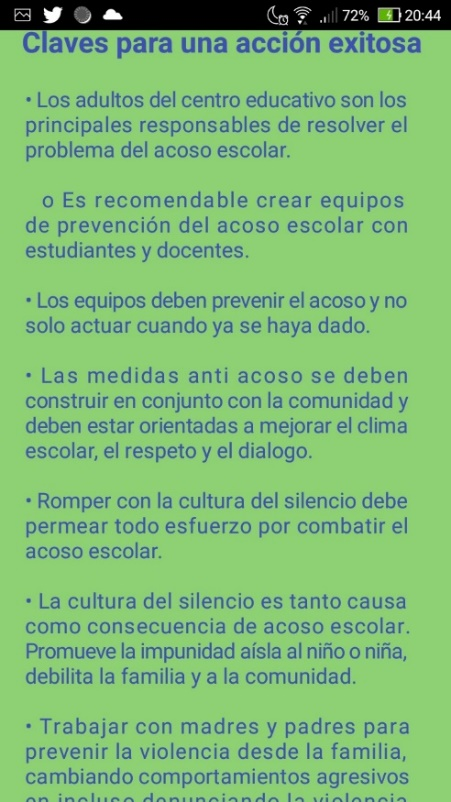 72% 20:44
Claves para una acción exitosa
• Los adultos del centro educativo son los
principales responsables de resolver el
problema del acoso escolar.
o Es recomendable crear equipos
de prevención del acoso escolar con
estudiantes y docentes.
• Los equipos deben prevenir el acoso y no
solo actuar cuando ya se haya dado.
• Las medidas anti acoso se deben
construir en conjunto con la comunidad y
deben estar orientadas a mejorar el clima
escolar, el respeto y el dialogo.
• Romper con la cultura del silencio debe
permear todo esfuerzo por combatir el
acoso escolar.
• La cultura del silencio es tanto causa
como consecuencia de acoso escolar.
Promueve la impunidad aísla al niño o niña,
debilita la familia y a la comunidad.
• Trabajar con madres y padres para
prevenir la violencia desde la familia,
cambiando comportamientos agresivos
en incluso denunciando la violencia